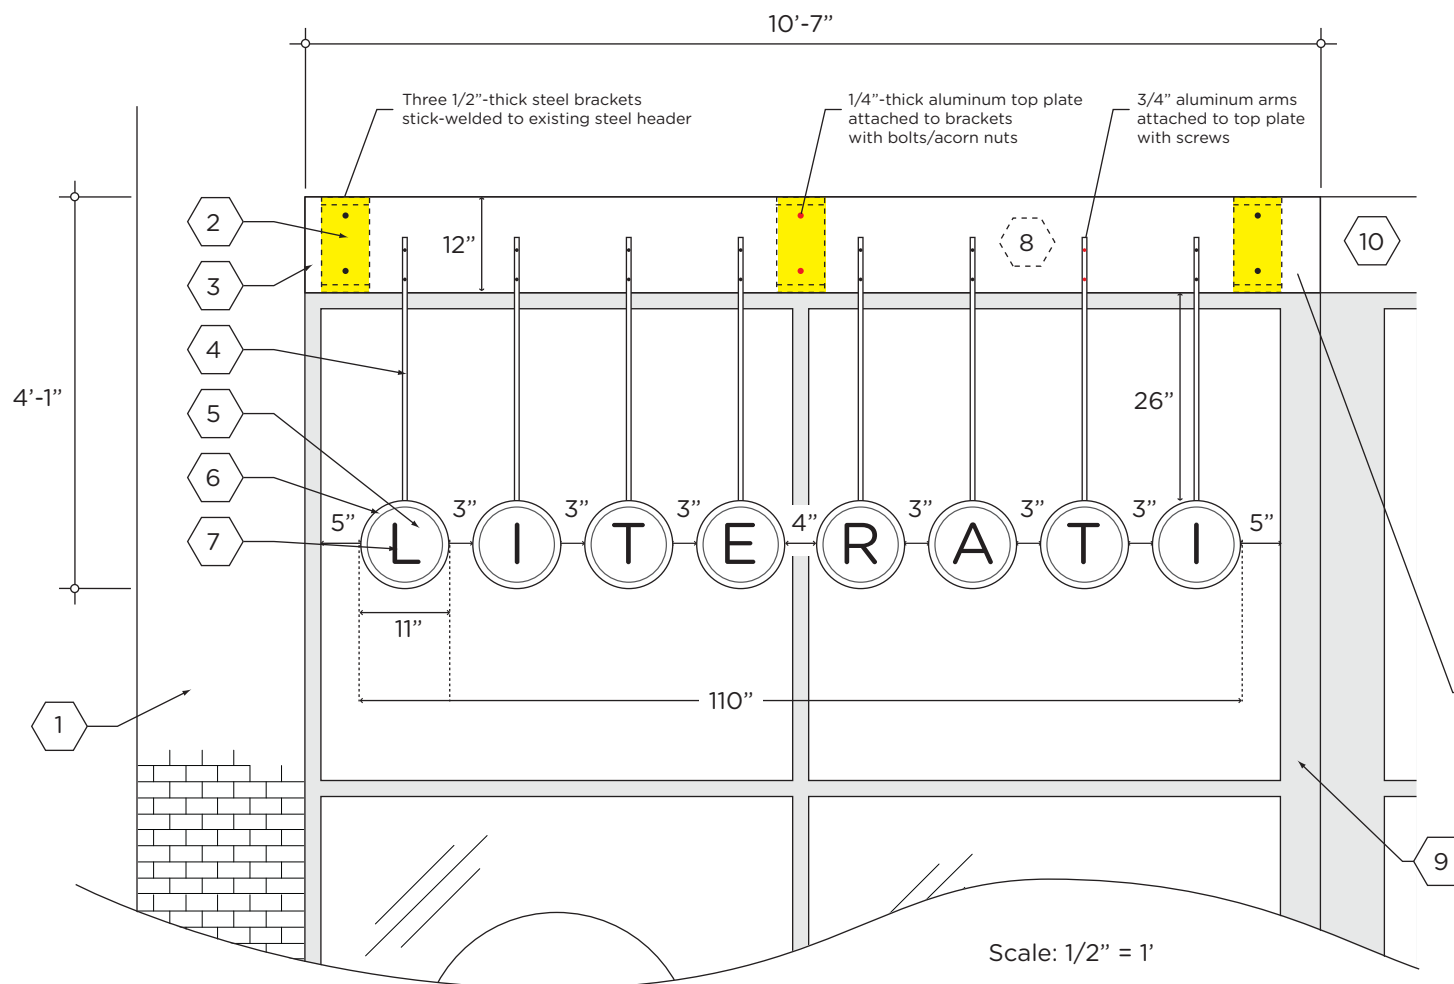 10’-7”
Three 1/2”-thick steel brackets
stick-welded to existing steel header
1/4”-thick aluminum top plate
attached to brackets
with bolts/acorn nuts
3/4” aluminum arms
attached to top plate
with screws
2
12”
8
10
3
4
4’-1”
26”
5
6
5”
3”
3”
3”
4”
3”
3”
3”
5”
7
L I T E R A T I
11”
110”
1
9
Scale: 1/2” = 1’